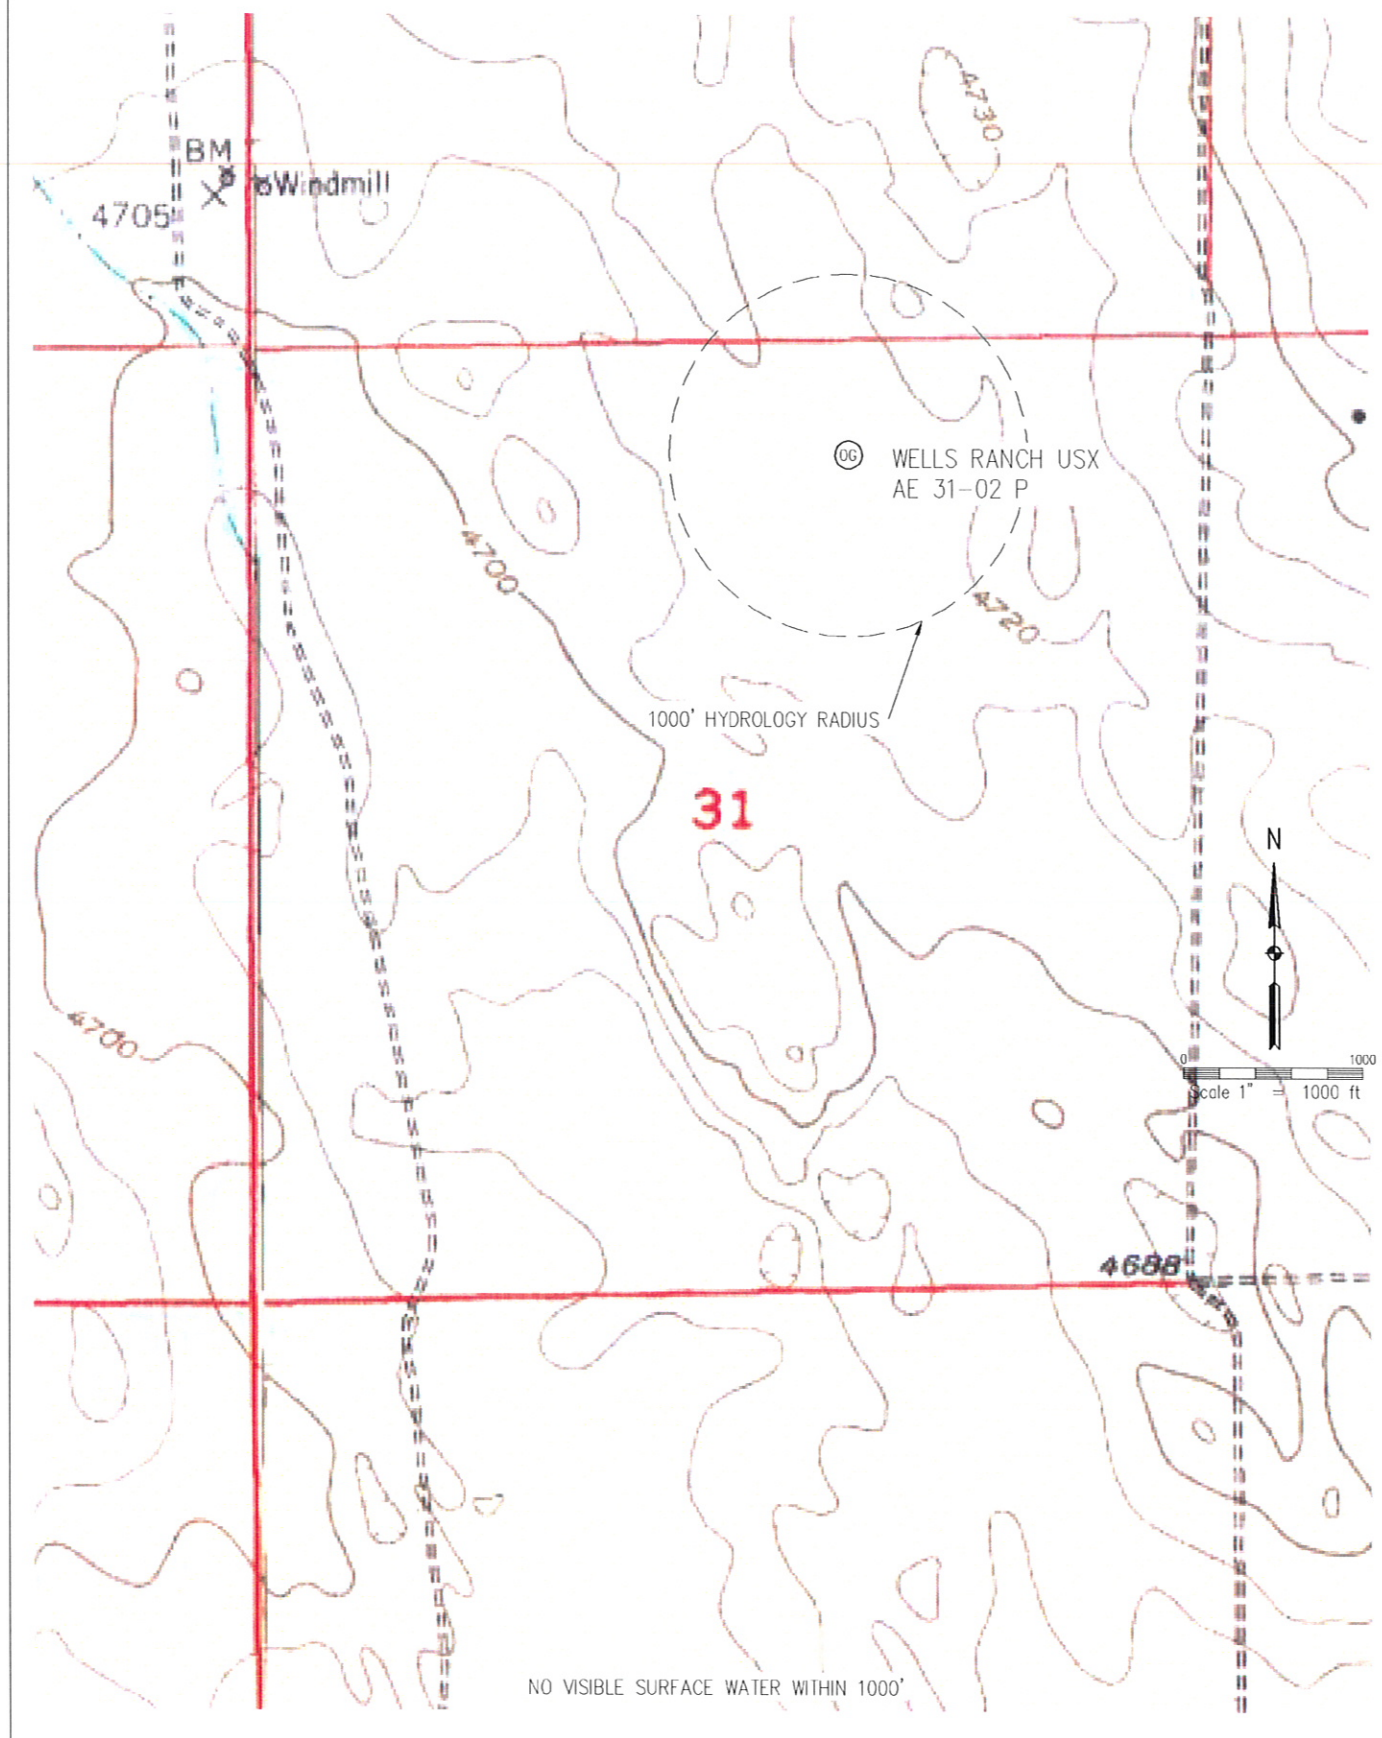 4730
BM
Windmill
4705
OG
WELLS RANCH USX
AE 31-02 P
4700
4720
1000' HYDROLOGY RADIUS
31
N
4700
0 1000
Scale 1" = 1000 ft
4688
NO VISIBLE SURFACE WATER WITHIN 1000'